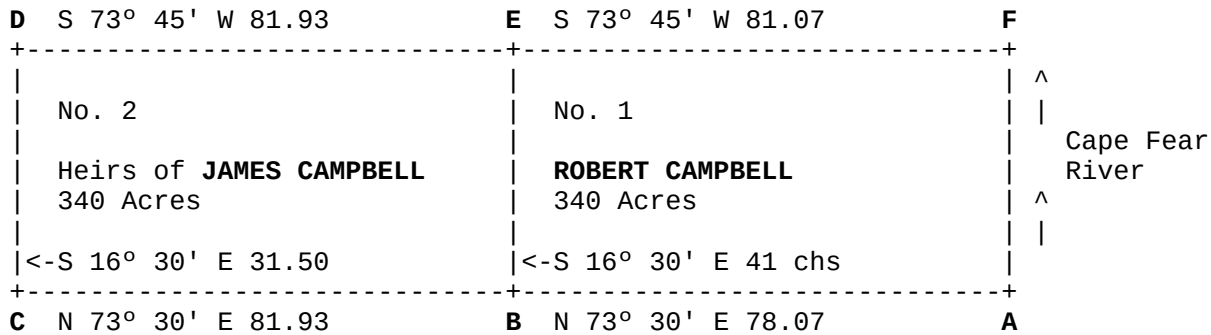 D S 73º 45' W 81.93 E S 73º 45' W 81.07 F
No. 2 No. 1
Cape Fear
Heirs of JAMES CAMPBELL ROBERT CAMPBELL River
340 Acres 340 Acres
<-S 16º 30' E 31.50 <-S 16º 30' E 41 chs
C N 73º 30' E 81.93 B N 73º 30' E 78.07 A